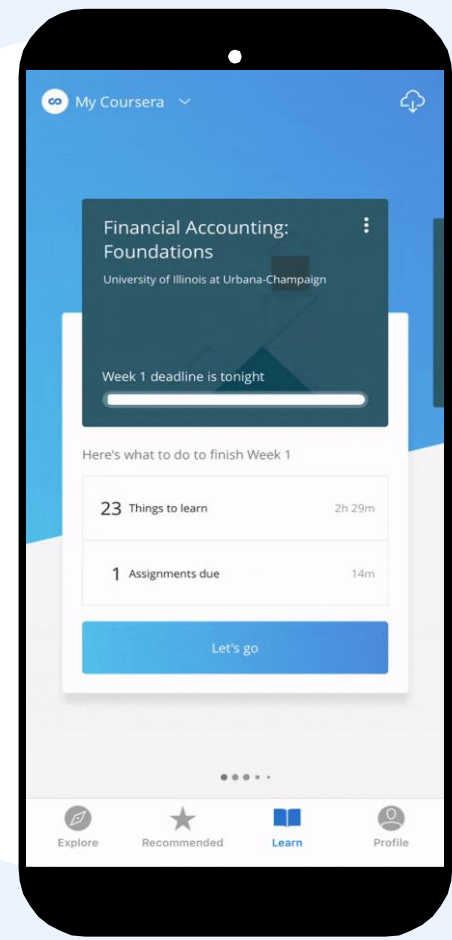 My Coursera
Financial Accounting:
Foundations
University of Illinois at Urbana-Champaign
Week 1 deadline is tonight
Here's what to do to finish Week 1
23 Things to learn 2h 29m
1 Assignments due 14m
Let's go
Explore Recommended Learn Profile